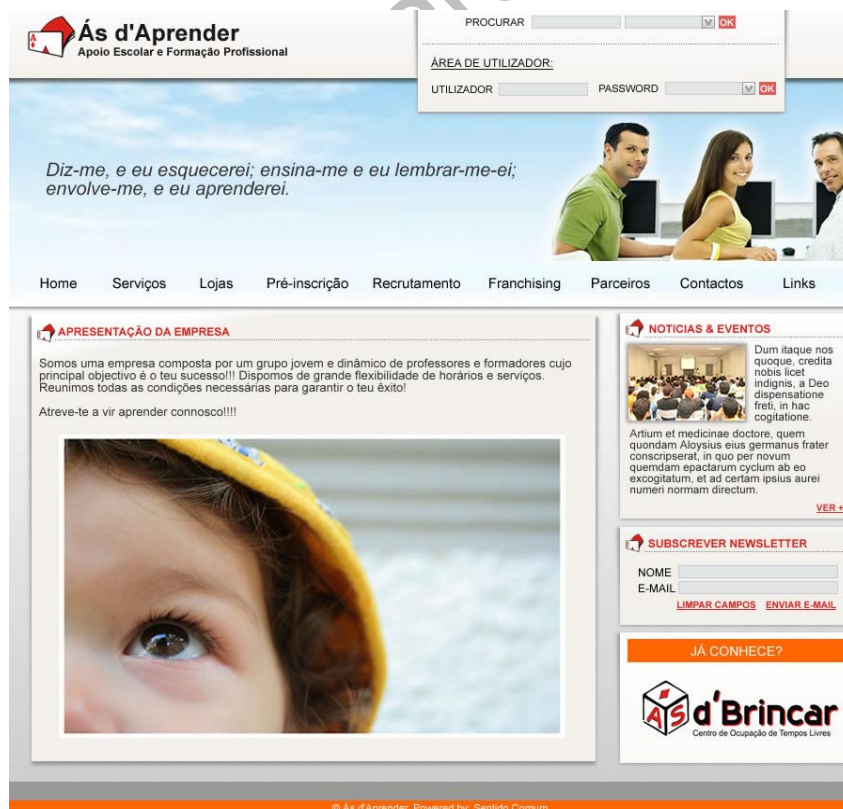 Ás d'Aprender
Apoio Escolar e Formação Profissional
PROCURAR
OK
ÁREA DE UTILIZADOR:
UTILIZADOR
PASSWORD
OK
Diz-me, e eu esquecerei; ensina-me e eu lembrar-me-ei;
envolve-me, e eu aprenderei.
Home Serviços Lojas Pré-inscrição Recrutamento Franchising Parceiros Contactos Links
APRESENTAÇÃO DA EMPRESA
Somos uma empresa composta por um grupo jovem e dinâmico de professores e formadores cujo
principal objectivo é o teu sucesso!!! Dispomos de grande flexibilidade de horários e serviços.
Reunimos todas as condições necessárias para garantir o teu êxito!
Atreve-te a vir aprender connosco!!!!
NOTICIAS & EVENTOS
Dum itaque nos
quoque, credita
nobis licet
indignis, a Deo
dispensatione
freti, in hac
cogitatione.
Artium et medicinae doctore, quem
quondam Aloysius eius germanus frater
conscripserat, in quo per novum
quemdam epactarum cyclum ab eo
excogitatum, et ad certam ipsius aurei
numeri normam directum.
VER +
SUBSCREVER NEWSLETTER
NOME
E-MAIL
LIMPAR CAMPOS ENVIAR E-MAIL
JÁ CONHECE?
ÁS d'Brincar
Centro de Ocupação de Tempos Livres
© Ás d'Aprender. Powered by: Sentido Comum